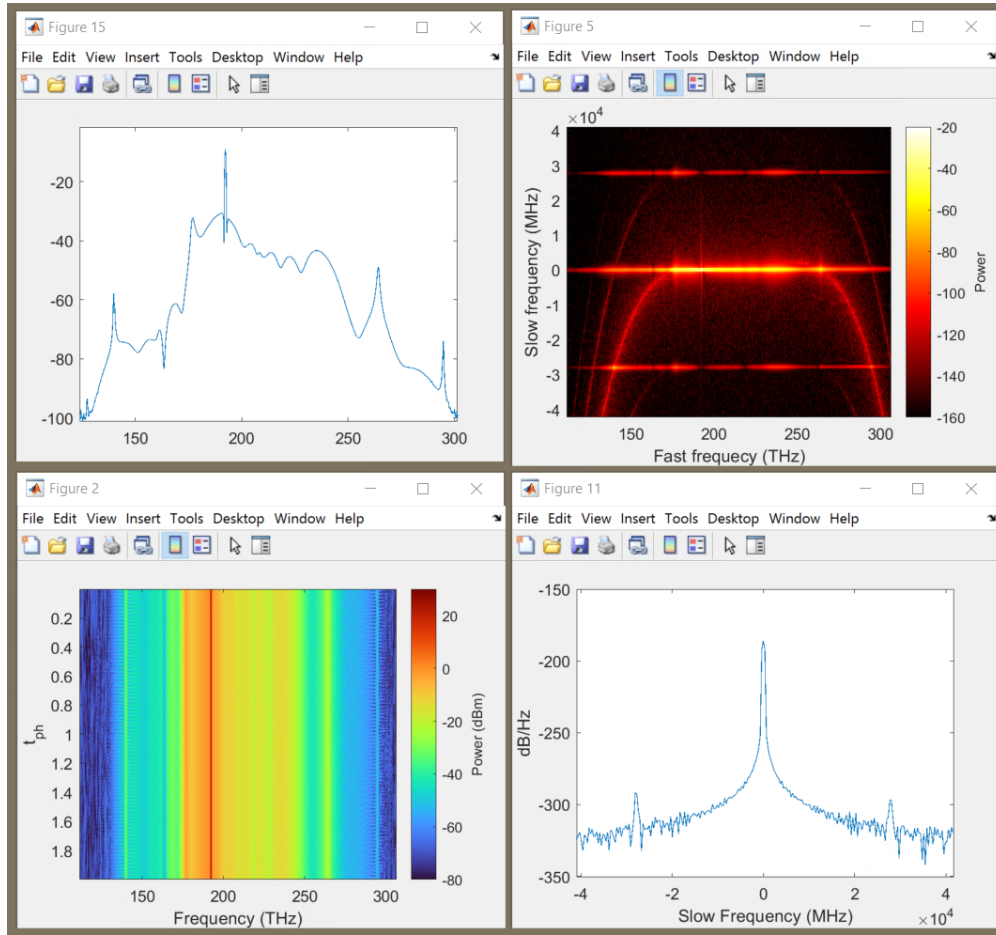 Figure 15
File Edit View Insert Tools Desktop Window Help
-20
-40
-60
-80
-100
150 200 250 300
Figure 5
File Edit View Insert Tools Desktop Window Help
×10⁴
4
3
2
1
0
-1
-2
-3
-4
Slow frequency (MHz)
150 200 250 300
Fast frequecy (THz)
-20
-40
-60
-80
-100
-120
-140
-160
Power
Figure 2
File Edit View Insert Tools Desktop Window Help
0.2
0.4
0.6
0.8
1
1.2
1.4
1.6
1.8
t_ph
150 200 250 300
Frequency (THz)
20
0
-20
-40
-60
-80
Power (dBm)
Figure 11
File Edit View Insert Tools Desktop Window Help
-150
-200
-250
-300
-350
dB/Hz
-4 -2 0 2 4
×10⁴
Slow Frequency (MHz)